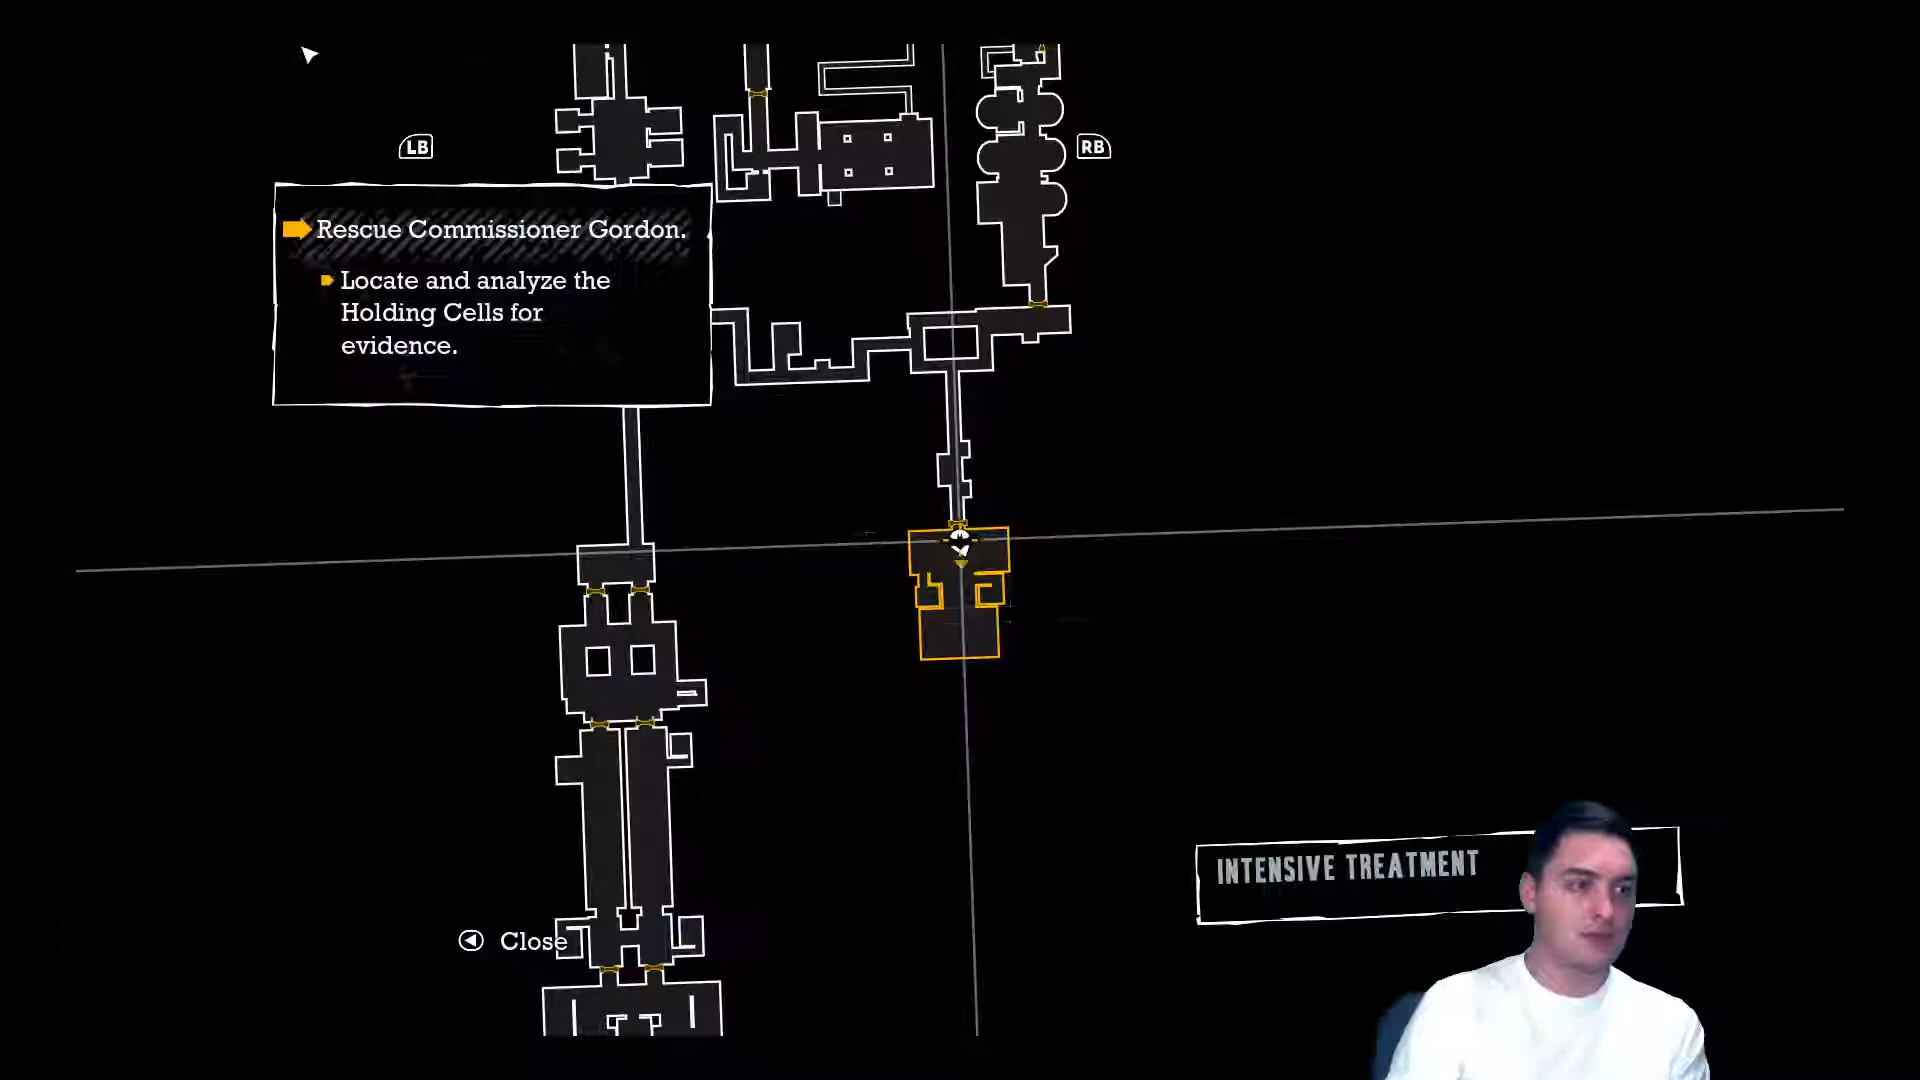 LB
RB
Rescue Commissioner Gordon.
Locate and analyze the
Holding Cells for
evidence.
INTENSIVE TREATMENT
Close